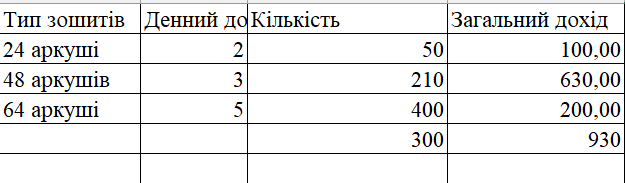 Тип зошитів Денний до Кількість Загальний дохід
24 аркуші 2 50 100,00
48 аркушів 3 210 630,00
64 аркуші 5 400 200,00
300 930